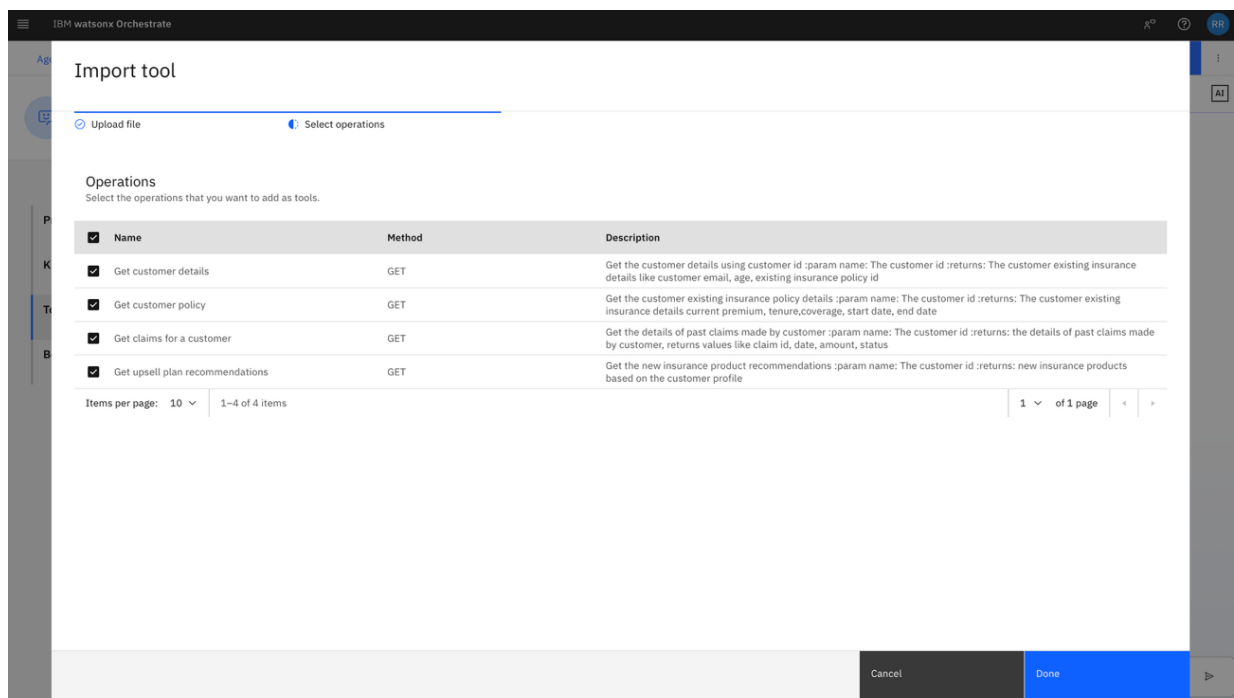 IBM watsonx Orchestrate
RR
Age
Import tool
AI
Upload file
Select operations
Operations
Select the operations that you want to add as tools.
P
Name Method Description
K
Get customer details GET Get the customer details using customer id :param name: The customer id :returns: The customer existing insurance
details like customer email, age, existing insurance policy id
To
Get customer policy GET Get the customer existing insurance policy details :param name: The customer id :returns: The customer existing
insurance details current premium, tenure,coverage, start date, end date
Get claims for a customer GET Get the details of past claims made by customer :param name: The customer id :returns: the details of past claims made
by customer, returns values like claim id, date, amount, status
B
Get upsell plan recommendations GET Get the new insurance product recommendations :param name: The customer id :returns: new insurance products
based on the customer profile
Items per page: 10 1–4 of 4 items 1 of 1 page
Cancel Done